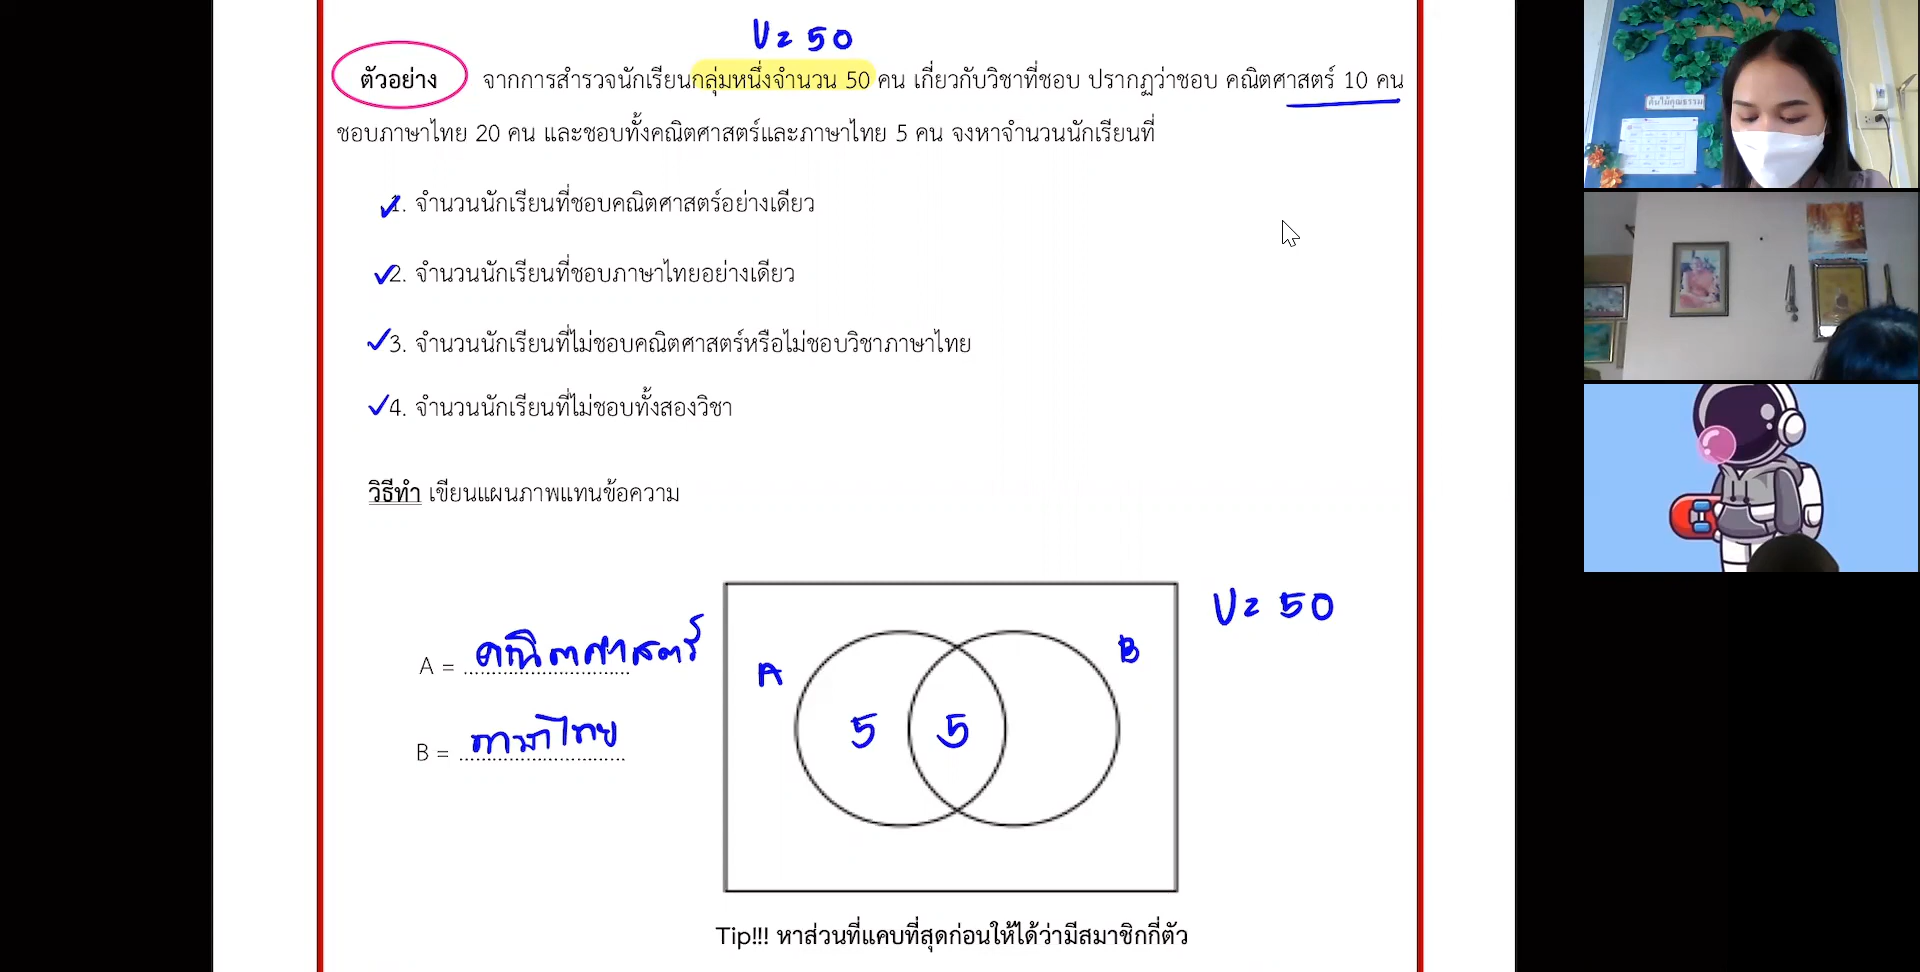 U = 50
ตัวอย่าง จากการสำรวจนักเรียนกลุ่มหนึ่งจำนวน 50 คน เกี่ยวกับวิชาที่ชอบ ปรากฏว่าชอบ คณิตศาสตร์ 10 คน
ชอบภาษาไทย 20 คน และชอบทั้งคณิตศาสตร์และภาษาไทย 5 คน จงหาจำนวนนักเรียนที่
1. จำนวนนักเรียนที่ชอบคณิตศาสตร์อย่างเดียว
2. จำนวนนักเรียนที่ชอบภาษาไทยอย่างเดียว
3. จำนวนนักเรียนที่ไม่ชอบคณิตศาสตร์หรือไม่ชอบวิชาภาษาไทย
4. จำนวนนักเรียนที่ไม่ชอบทั้งสองวิชา
วิธีทำ เขียนแผนภาพแทนข้อความ
U = 50
A = คณิตศาสตร์
B = ภาษาไทย
A
B
5 5
Tip!!! หาส่วนที่แคบที่สุดก่อนให้ได้ว่ามีสมาชิกกี่ตัว
ต้นไม้คุณธรรม